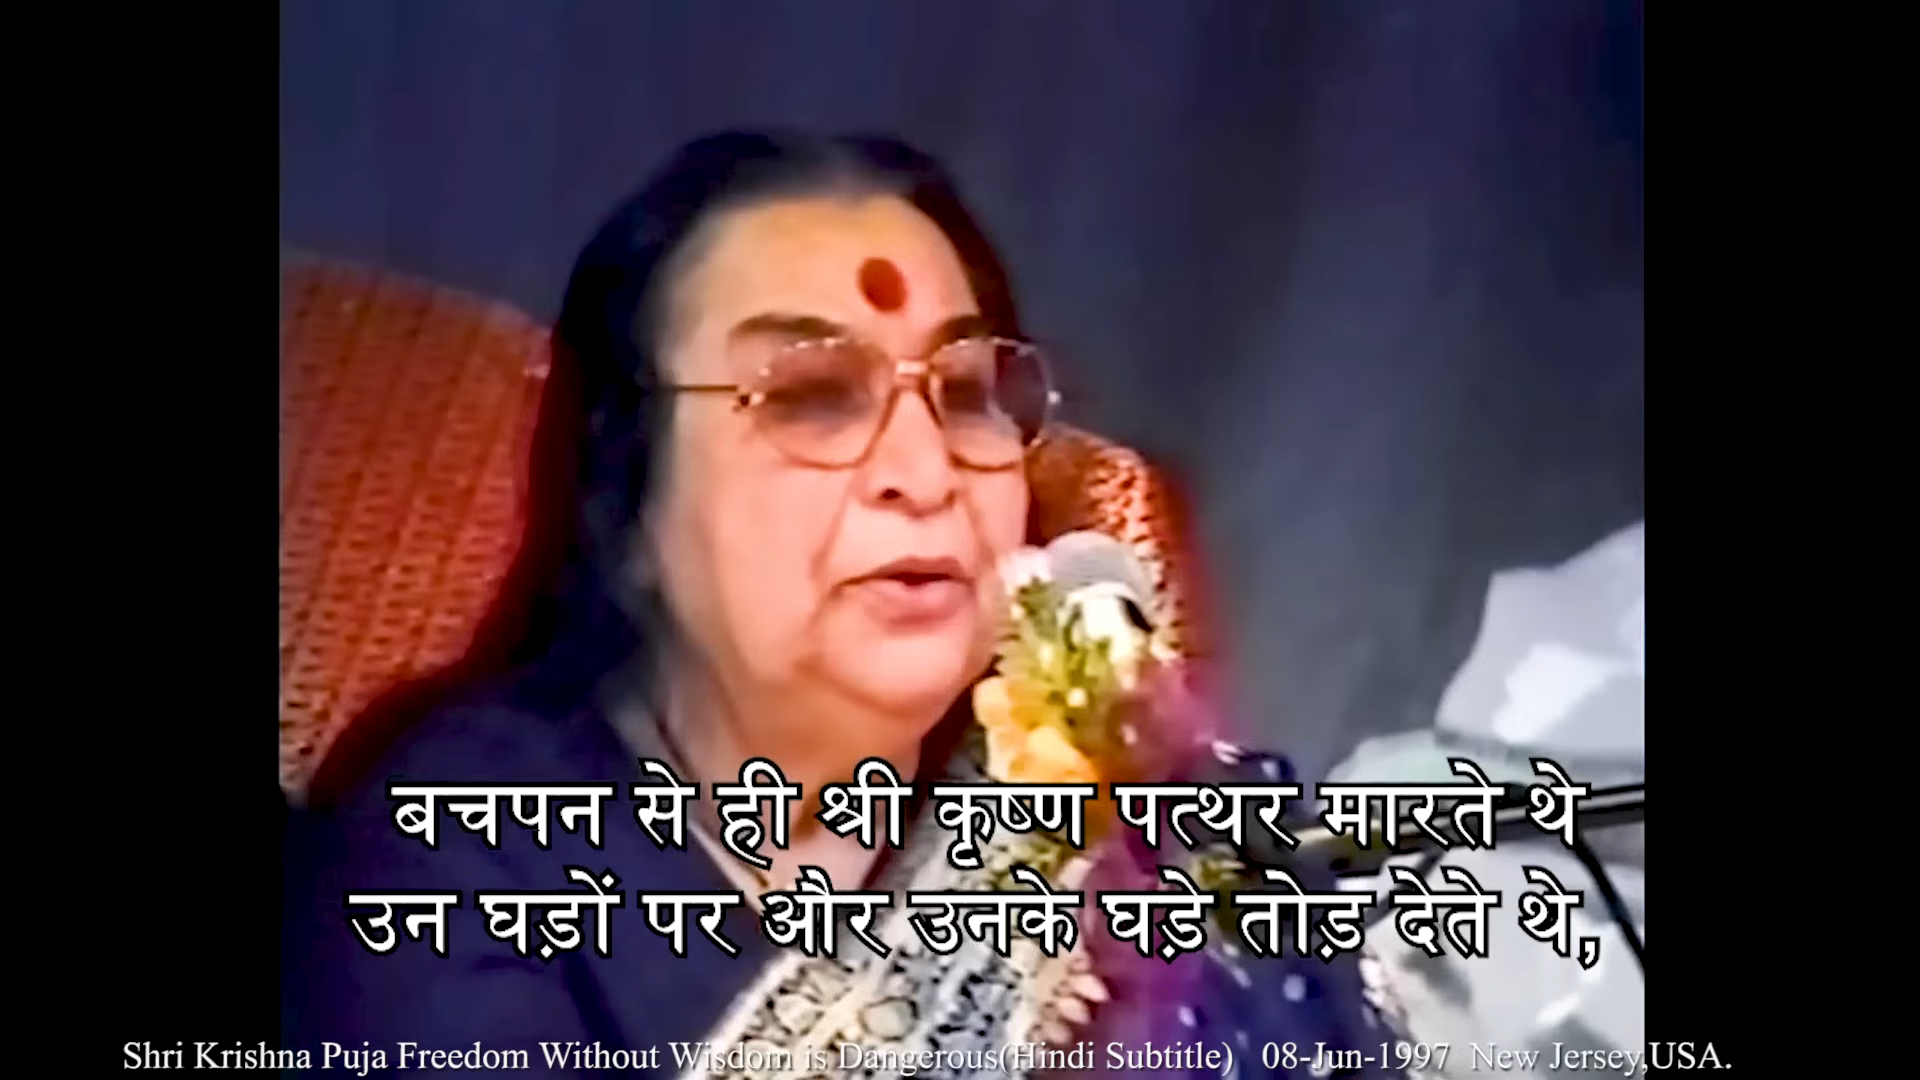 बचपन से ही श्री कृष्ण पत्थर मारते थे
उन घड़ों पर और उनके घड़े तोड़ देते थे,
Shri Krishna Puja Freedom Without Wisdom is Dangerous(Hindi Subtitle) 08-Jun-1997 New Jersey,USA.